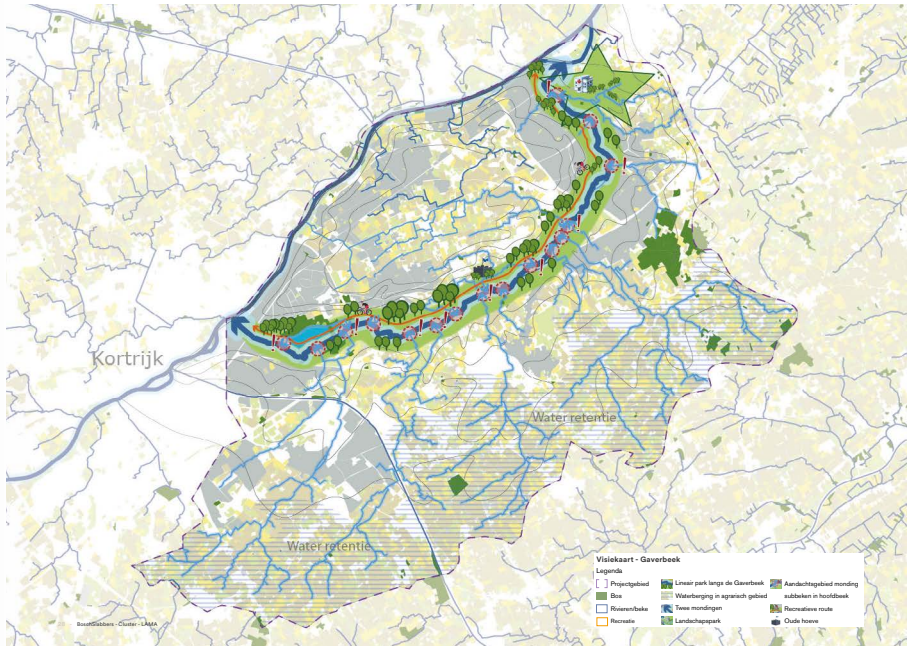 Kortrijk
Water retentie
Water retentie
Visiekaart - Gaverbeek
Legenda
Projectgebied
Bos
Rivieren/beke
Recreatie
Lineair park langs de Gaverbeek
Waterberging in agrarisch gebied
Twee mondingen
Landschapspark
Aandachtsgebied monding
subbeken in hoofdbeek
Recreatieve route
Oude hoeve
BoschSlabbers - Cluster - LAMA